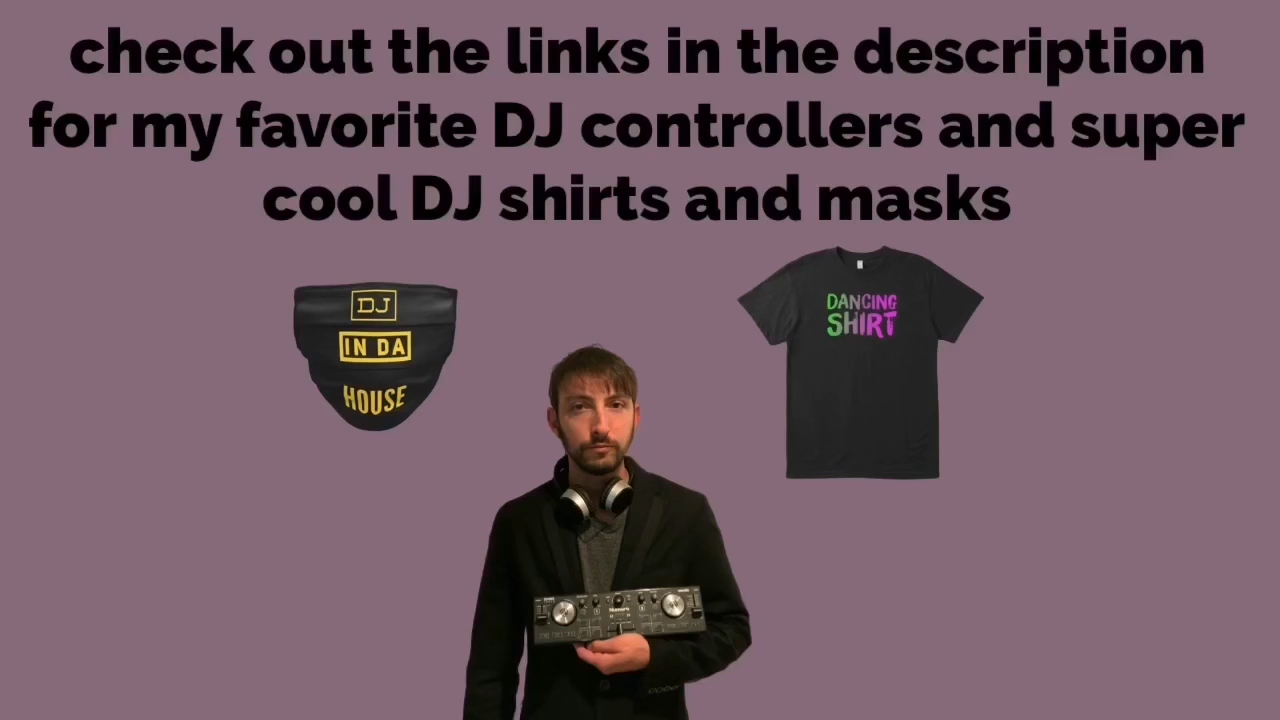 check out the links in the description
for my favorite DJ controllers and super
cool DJ shirts and masks
DJ
IN DA
HOUSE
DANCING
SHIRT
Numark